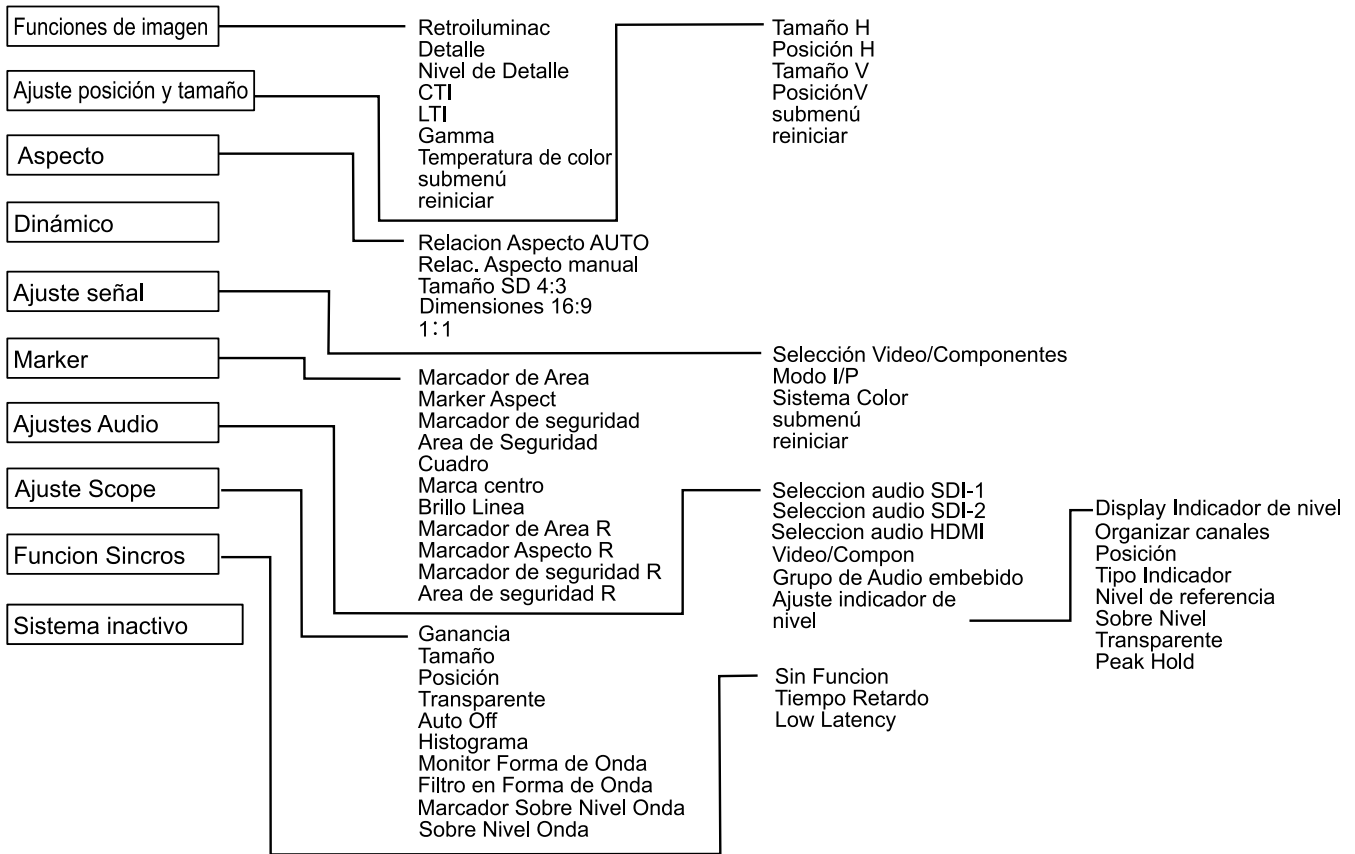 Funciones de imagen
Ajuste posición y tamaño
Aspecto
Dinámico
Ajuste señal
Marker
Ajustes Audio
Ajuste Scope
Funcion Sincros
Sistema inactivo
Retroiluminac
Detalle
Nivel de Detalle
CTI
LTI
Gamma
Temperatura de color
submenú
reiniciar
Tamaño H
Posición H
Tamaño V
PosiciónV
submenú
reiniciar
Relacion Aspecto AUTO
Relac. Aspecto manual
Tamaño SD 4:3
Dimensiones 16:9
1:1
Selección Video/Componentes
Modo I/P
Sistema Color
submenú
reiniciar
Marcador de Area
Marker Aspect
Marcador de seguridad
Area de Seguridad
Cuadro
Marca centro
Brillo Linea
Marcador de Area R
Marcador Aspecto R
Marcador de seguridad R
Area de seguridad R
Seleccion audio SDI-1
Seleccion audio SDI-2
Seleccion audio HDMI
Video/Compon
Grupo de Audio embebido
Ajuste indicador de
nivel
Display Indicador de nivel
Organizar canales
Posición
Tipo Indicador
Nivel de referencia
Sobre Nivel
Transparente
Peak Hold
Ganancia
Tamaño
Posición
Transparente
Auto Off
Histograma
Monitor Forma de Onda
Filtro en Forma de Onda
Marcador Sobre Nivel Onda
Sobre Nivel Onda
Sin Funcion
Tiempo Retardo
Low Latency